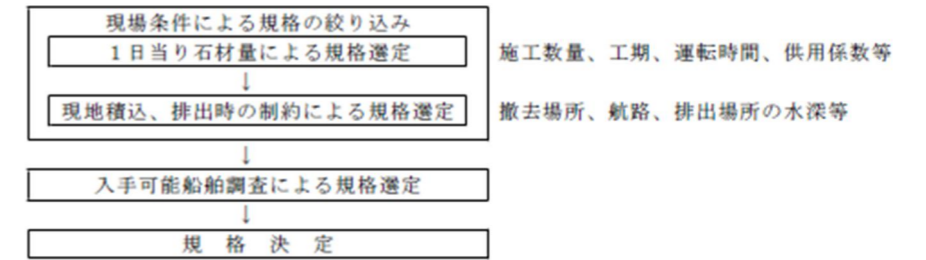 現場条件による規格の絞り込み
1日当り石材量による規格選定 施工数量、工期、運転時間、供用係数等
↓
現地積込、排出時の制約による規格選定 撤去場所、航路、排出場所の水深等
↓
入手可能船舶調査による規格選定
↓
規 格 決 定